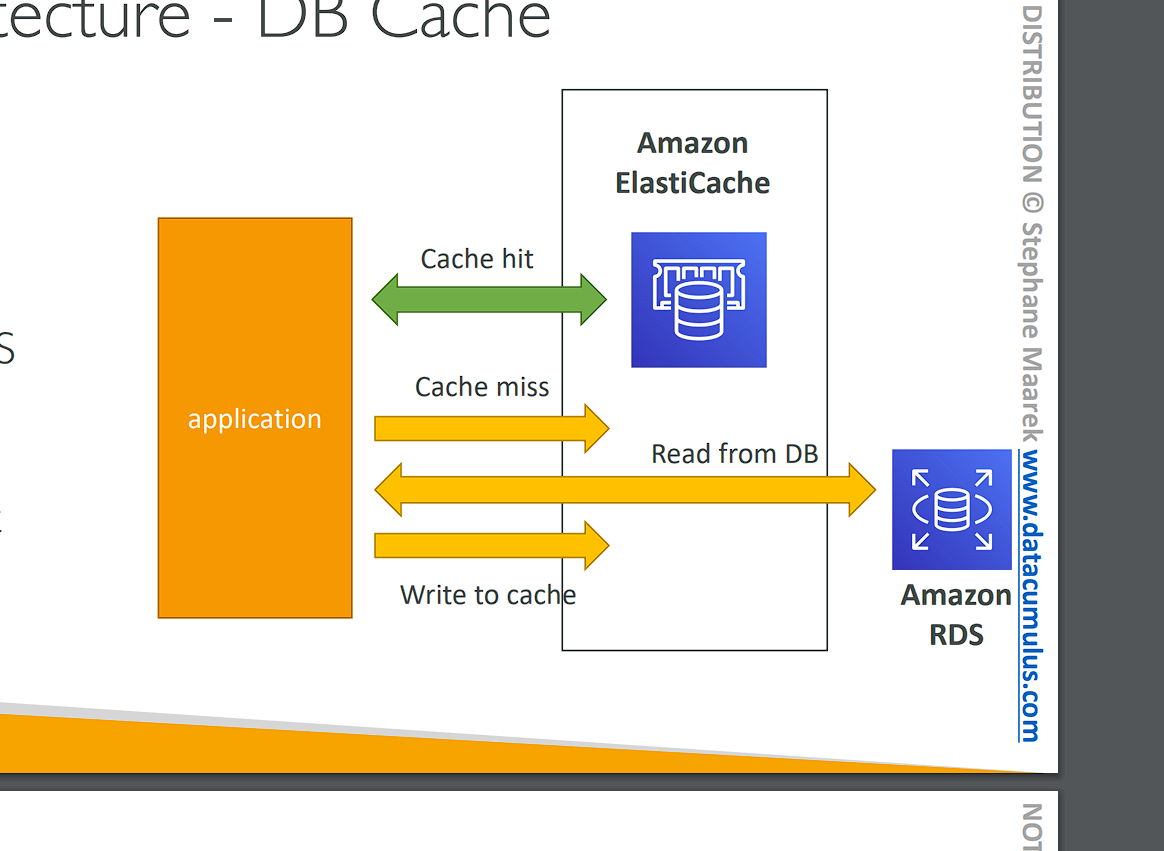 tecture - DB Cache
Amazon
ElastiCache
Cache hit
S
Cache miss
application
Read from DB
Write to cache
Amazon
RDS
DISTRIBUTION © Stephane Maarek www.datacumulus.com
NOT